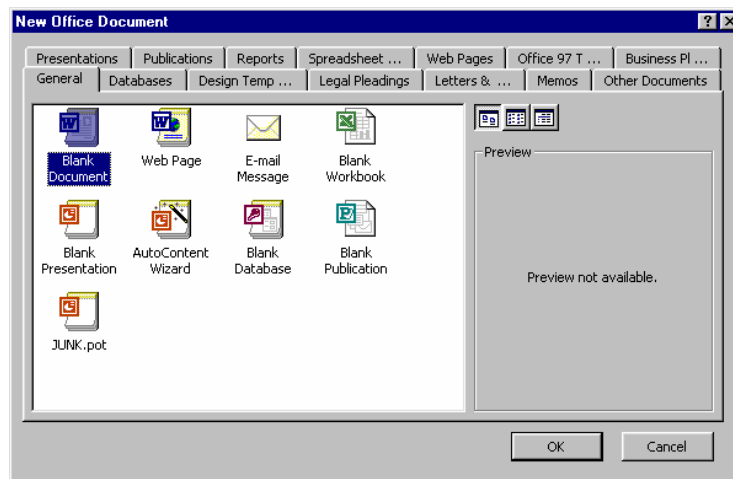 New Office Document
Presentations Publications Reports Spreadsheet ... Web Pages Office 97 T ... Business Pl ...
General Databases Design Temp ... Legal Pleadings Letters & ... Memos Other Documents
Blank Document
Web Page
E-mail Message
Blank Workbook
Preview
Blank Presentation
AutoContent Wizard
Blank Database
Blank Publication
Preview not available.
JUNK.pot
OK Cancel